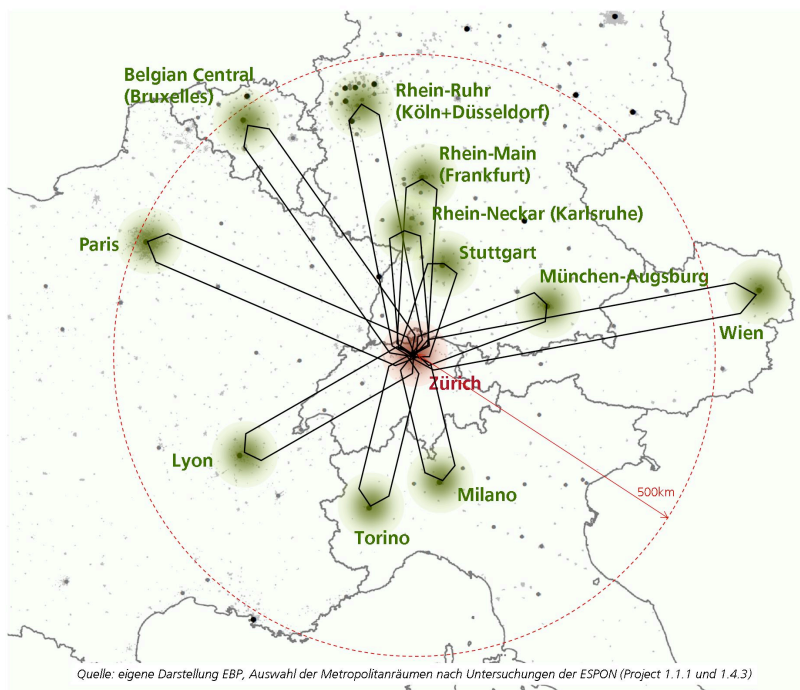 Belgian Central
(Bruxelles)
Rhein-Ruhr
(Köln+Düsseldorf)
Rhein-Main
(Frankfurt)
Rhein-Neckar (Karlsruhe)
Paris
Stuttgart
München-Augsburg
Wien
Zürich
Lyon
500km
Milano
Torino
Quelle: eigene Darstellung EBP, Auswahl der Metropolitanräumen nach Untersuchungen der ESPON (Project 1.1.1 und 1.4.3)